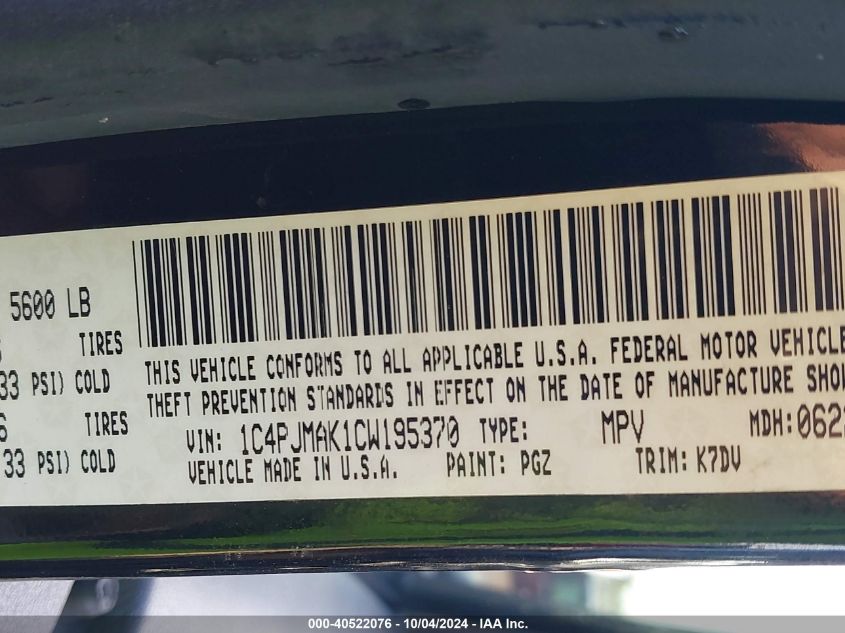 5600 LB
TIRES
33 PSI) COLD
TIRES
33 PSI) COLD
THIS VEHICLE CONFORMS TO ALL APPLICABLE U.S.A. FEDERAL MOTOR VEHICLE
THEFT PREVENTION STANDARDS IN EFFECT ON THE DATE OF MANUFACTURE SHO
VIN: 1C4PJMAK1CW195370 TYPE: MPV MDH:062
VEHICLE MADE IN U.S.A. PAINT: PGZ TRIM: K7DV
000-40522076 - 10/04/2024 - IAA Inc.